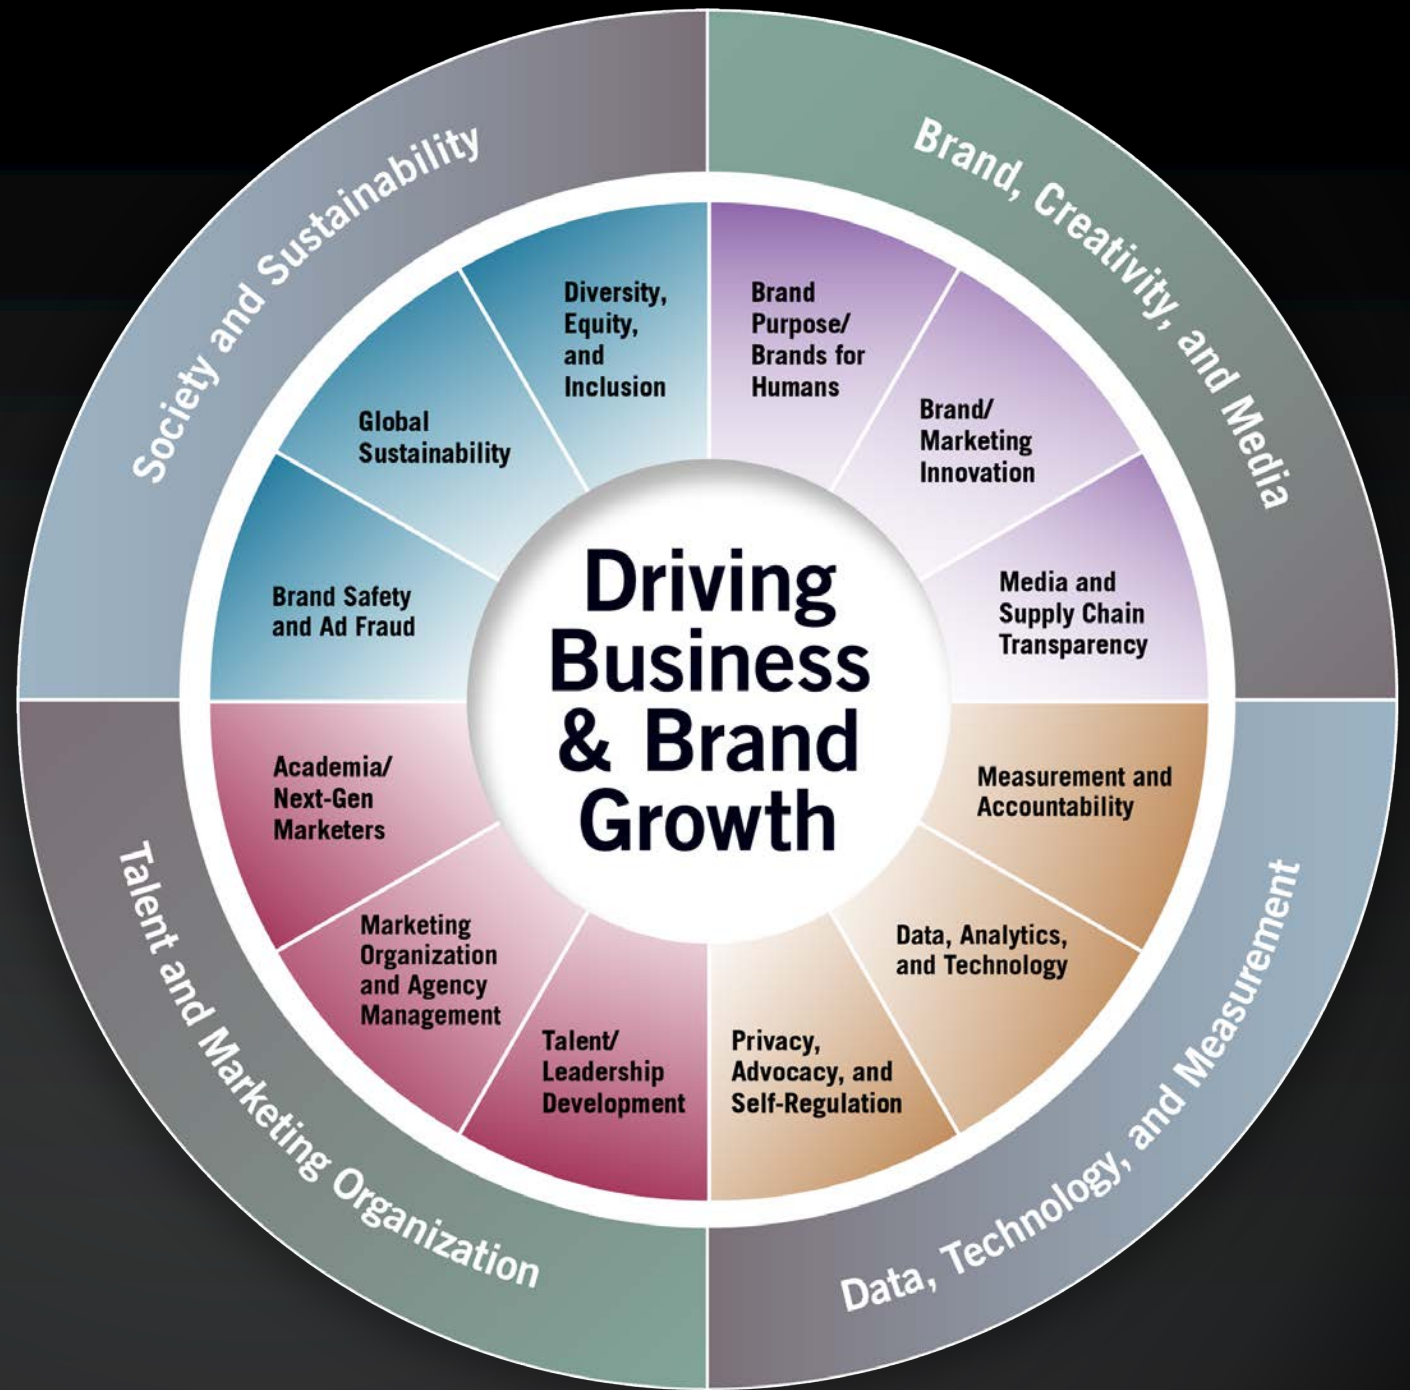 Society and Sustainability
Brand, Creativity, and Media
Diversity,
Equity,
and
Inclusion
Brand
Purpose/
Brands for
Humans
Global
Sustainability
Brand/
Marketing
Innovation
Brand Safety
and Ad Fraud
Media and
Supply Chain
Transparency
Driving
Business
& Brand
Growth
Academia/
Next-Gen
Marketers
Measurement and
Accountability
Marketing
Organization
and Agency
Management
Data, Analytics,
and Technology
Talent/
Leadership
Development
Privacy,
Advocacy, and
Self-Regulation
Talent and Marketing Organization
Data, Technology, and Measurement